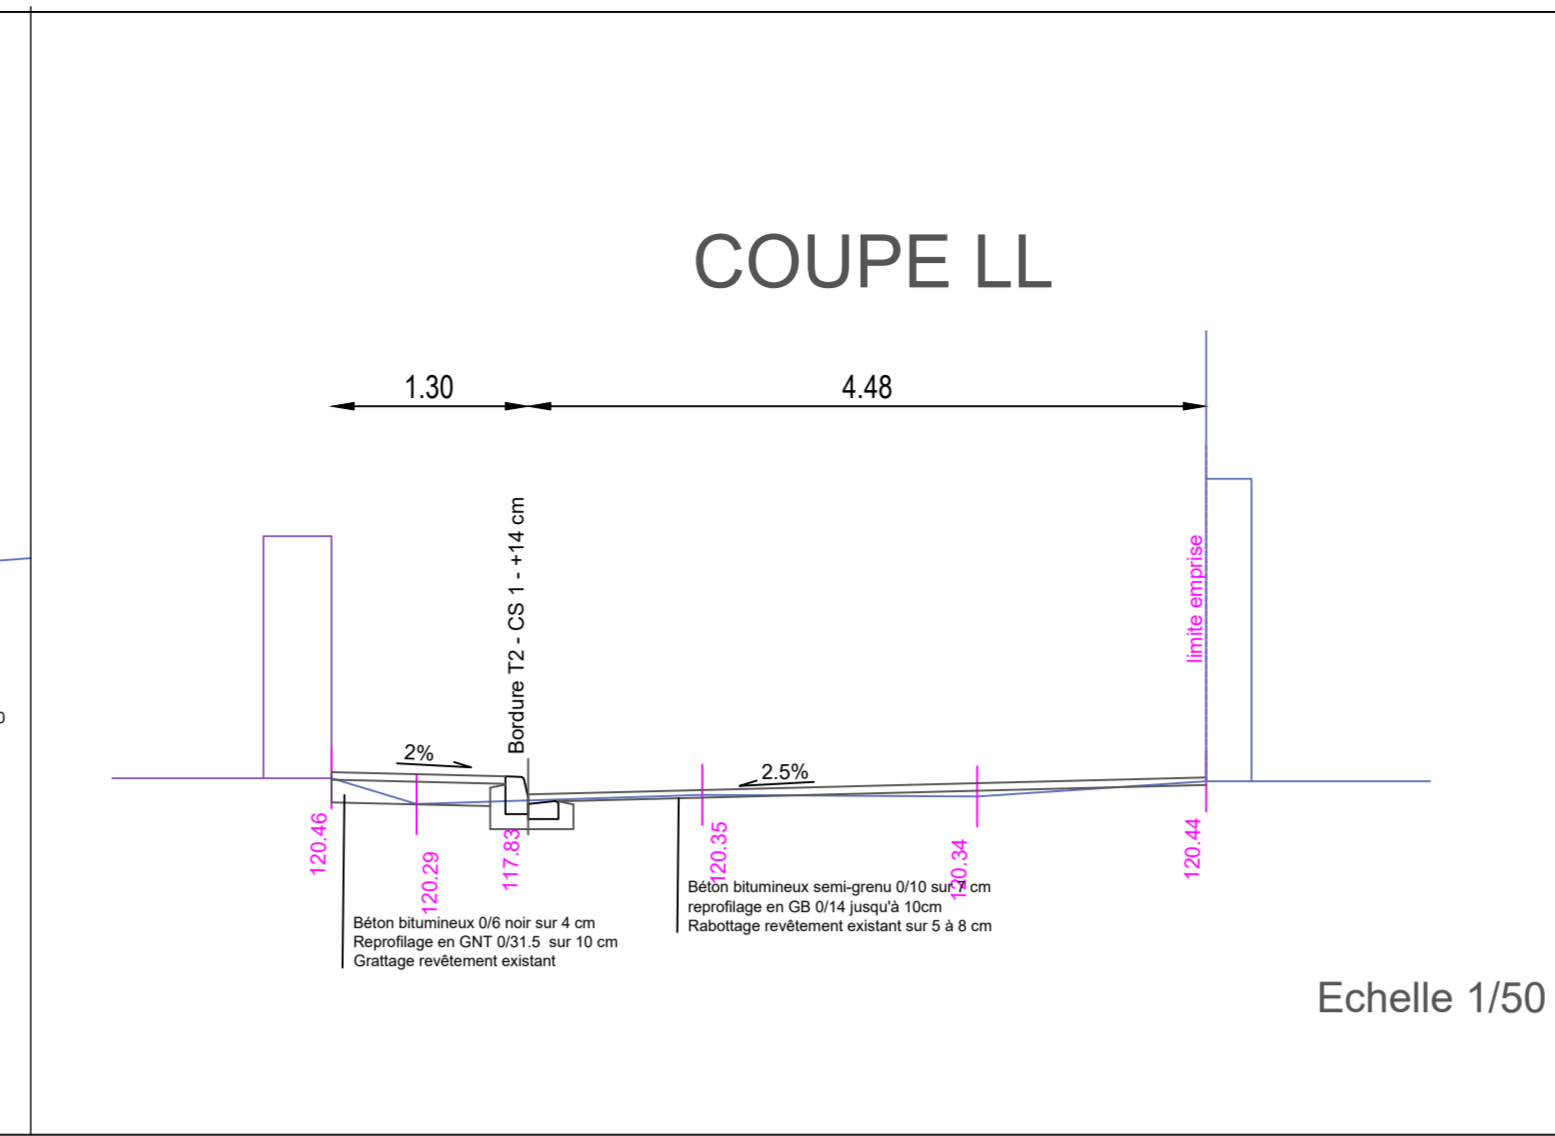 COUPE LL
1.30
4.48
Bordure T2 - CS 1 - +14 cm
limite emprise
2%
2.5%
120.46
120.29
117.83
120.35
120.34
120.44
Béton bitumineux 0/6 noir sur 4 cm
Reprofilage en GNT 0/31.5 sur 10 cm
Grattage revêtement existant
Béton bitumineux semi-grenu 0/10 sur 7 cm
reprofilage en GB 0/14 jusqu'à 10cm
Rabottage revêtement existant sur 5 à 8 cm
Echelle 1/50